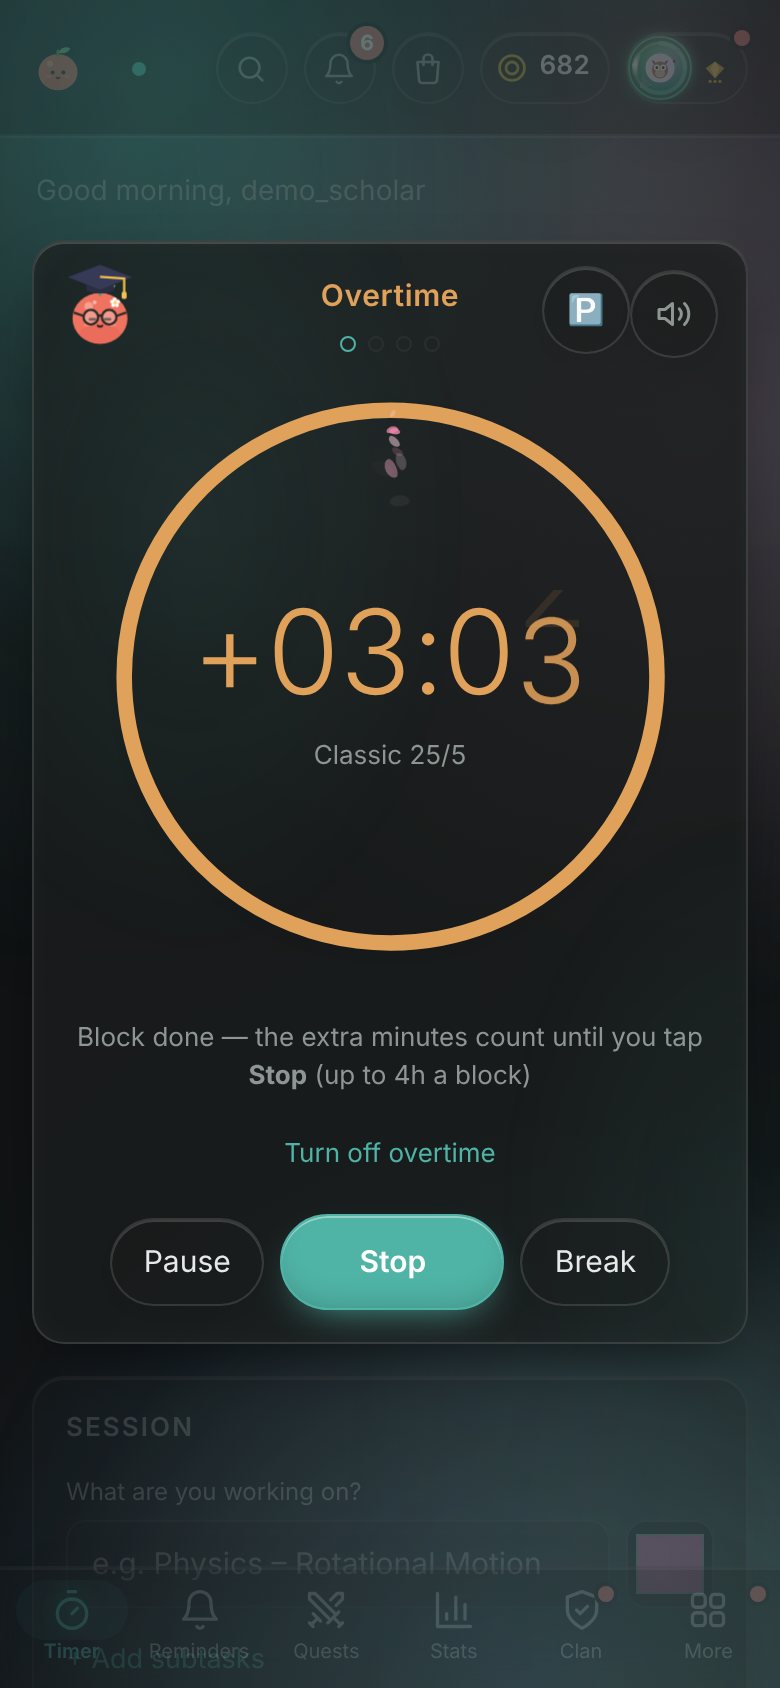 6
682
Good morning, demo_scholar
Overtime
P
+03:03
Classic 25/5
Block done — the extra minutes count until you tap
Stop (up to 4h a block)
Turn off overtime
Pause
Stop
Break
SESSION
What are you working on?
e.g. Physics – Rotational Motion
+ Add subtasks
Timer
Reminders
Quests
Stats
Clan
More